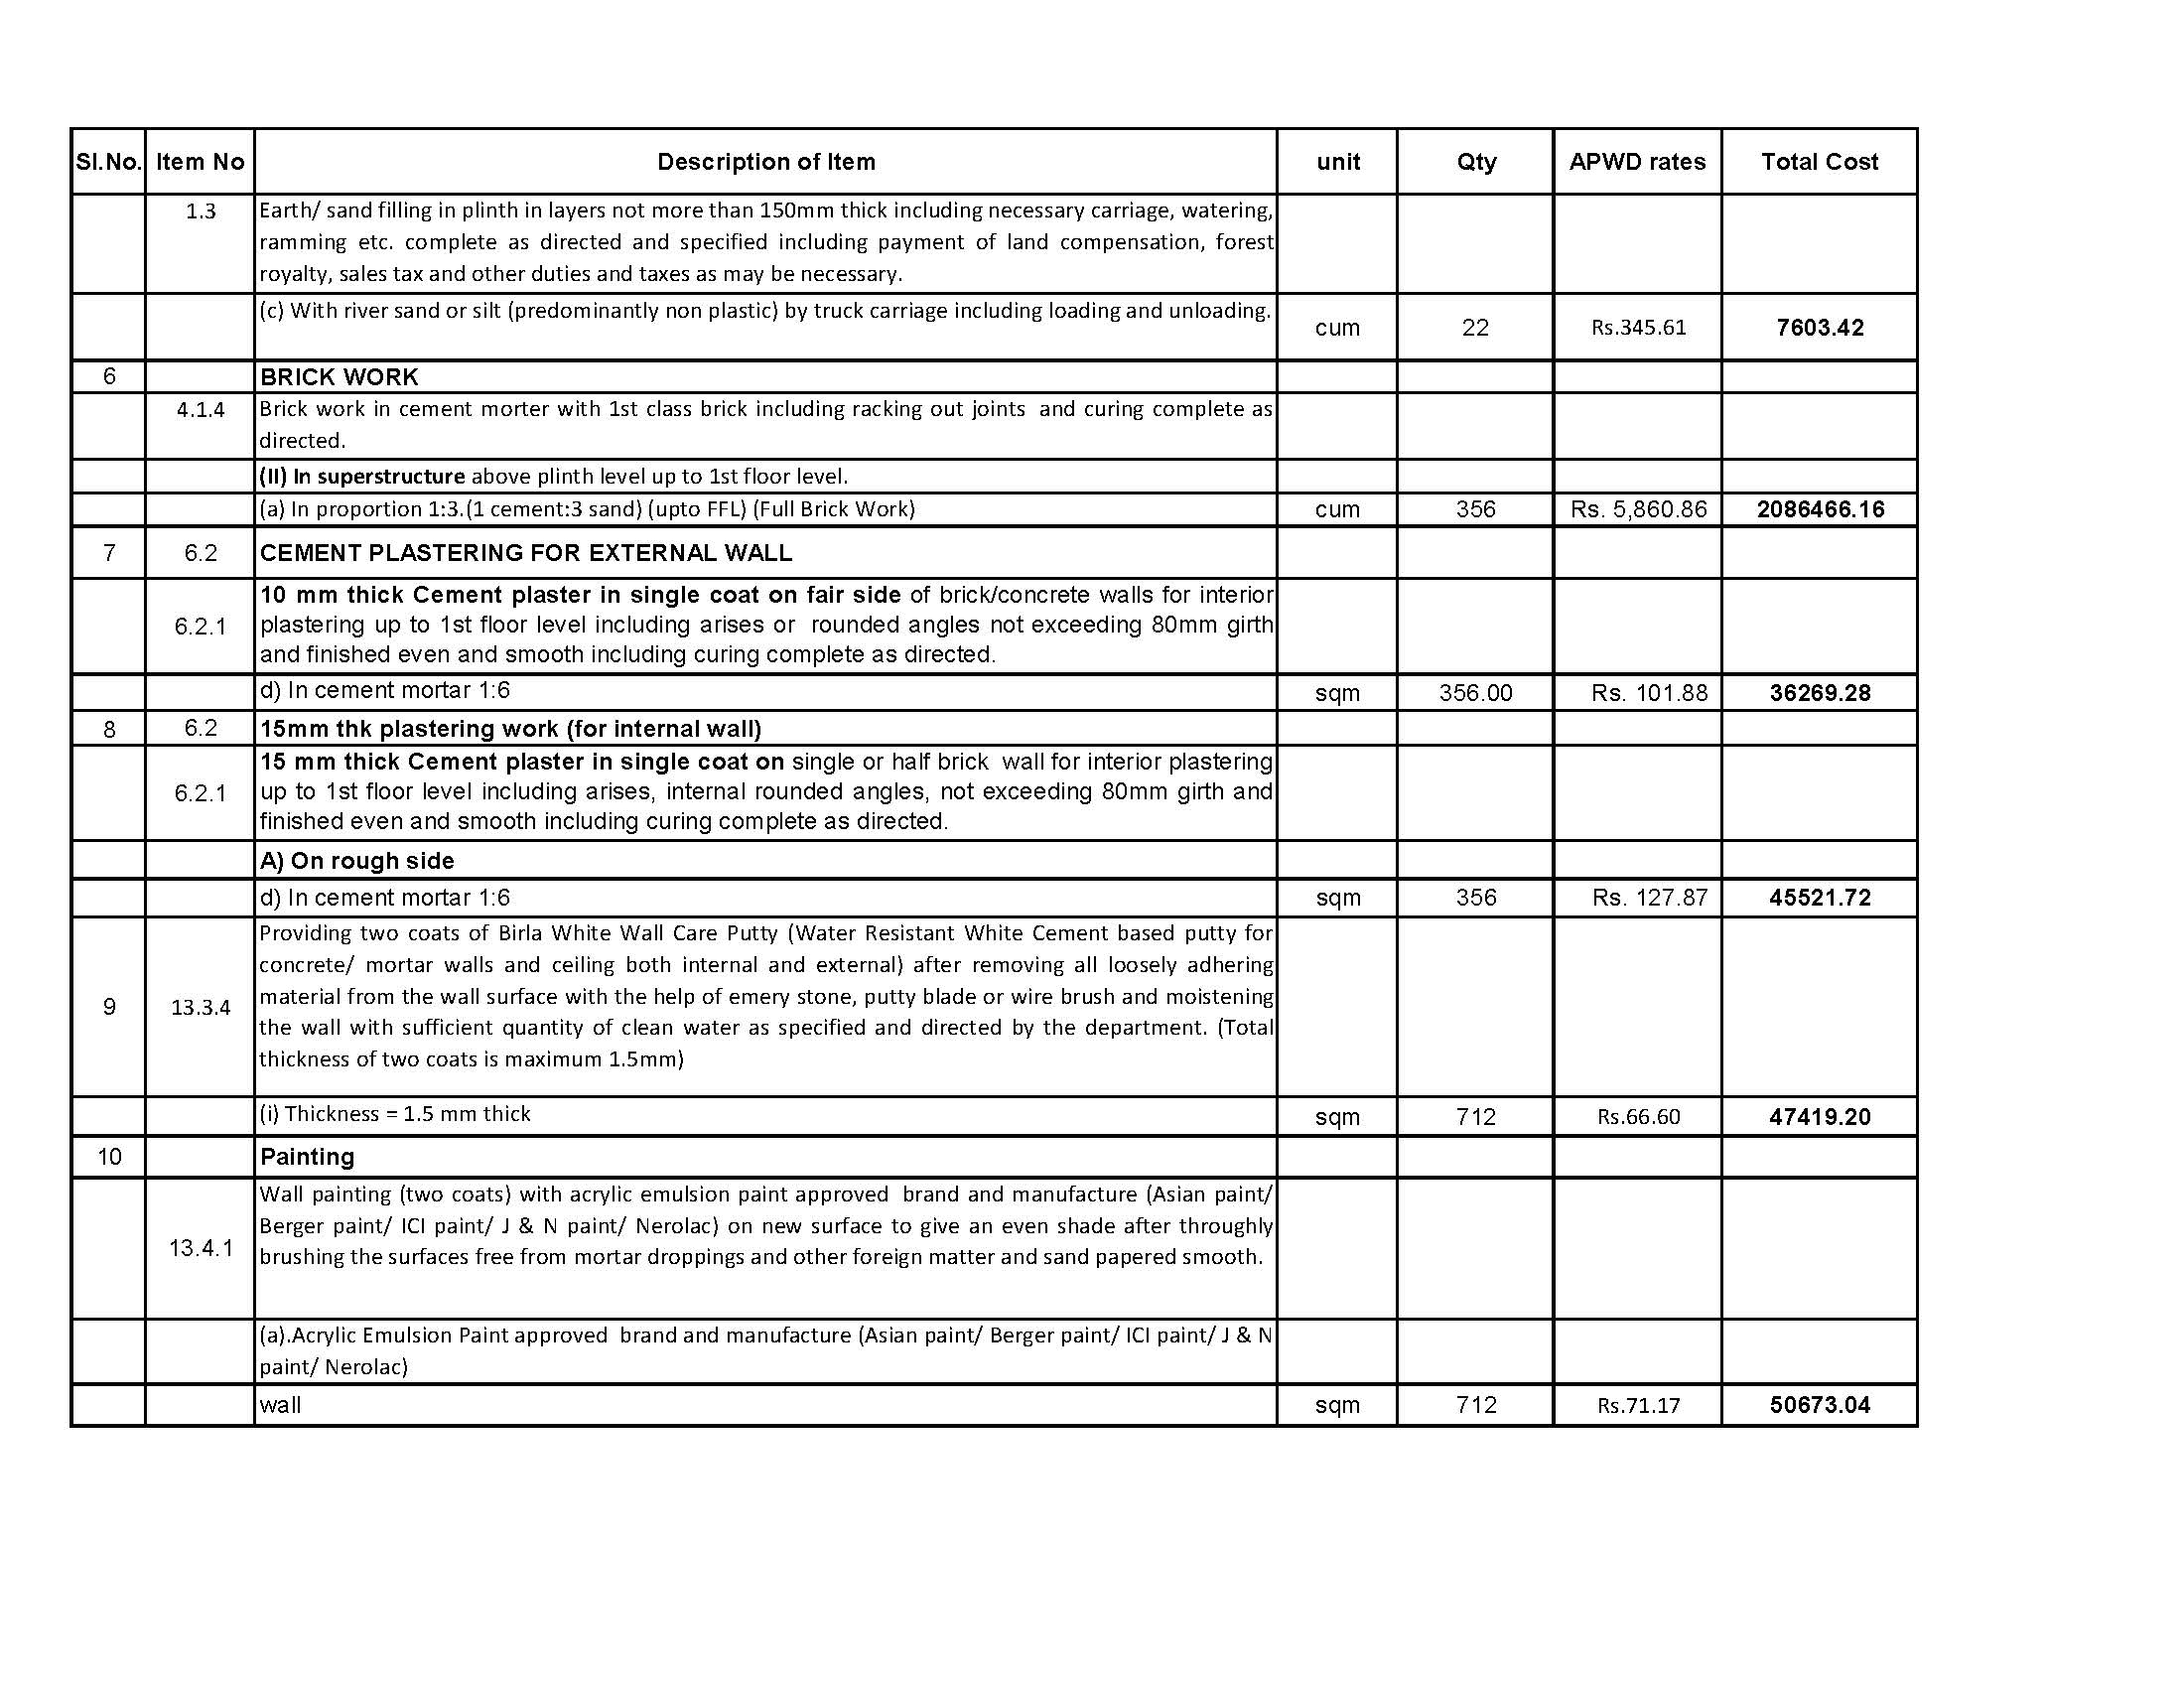 Sl.No. Item No Description of Item unit Qty APWD rates Total Cost
1.3 Earth/ sand filling in plinth in layers not more than 150mm thick including necessary carriage, watering,
ramming etc. complete as directed and specified including payment of land compensation, forest
royalty, sales tax and other duties and taxes as may be necessary.
(c) With river sand or silt (predominantly non plastic) by truck carriage including loading and unloading.
cum 22 Rs.345.61 7603.42
6 BRICK WORK
4.1.4 Brick work in cement morter with 1st class brick including racking out joints and curing complete as
directed.
(II) In superstructure above plinth level up to 1st floor level.
(a) In proportion 1:3.(1 cement:3 sand) (upto FFL) (Full Brick Work) cum 356 Rs. 5,860.86 2086466.16
7 6.2 CEMENT PLASTERING FOR EXTERNAL WALL
10 mm thick Cement plaster in single coat on fair side of brick/concrete walls for interior
6.2.1 plastering up to 1st floor level including arises or rounded angles not exceeding 80mm girth
and finished even and smooth including curing complete as directed.
d) In cement mortar 1:6 sqm 356.00 Rs. 101.88 36269.28
8 6.2 15mm thk plastering work (for internal wall)
15 mm thick Cement plaster in single coat on single or half brick wall for interior plastering
6.2.1 up to 1st floor level including arises, internal rounded angles, not exceeding 80mm girth and
finished even and smooth including curing complete as directed.
A) On rough side
d) In cement mortar 1:6 sqm 356 Rs. 127.87 45521.72
Providing two coats of Birla White Wall Care Putty (Water Resistant White Cement based putty for
concrete/ mortar walls and ceiling both internal and external) after removing all loosely adhering
9 13.3.4 material from the wall surface with the help of emery stone, putty blade or wire brush and moistening
the wall with sufficient quantity of clean water as specified and directed by the department. (Total
thickness of two coats is maximum 1.5mm)
(i) Thickness = 1.5 mm thick sqm 712 Rs.66.60 47419.20
10 Painting
Wall painting (two coats) with acrylic emulsion paint approved brand and manufacture (Asian paint/
Berger paint/ ICI paint/ J & N paint/ Nerolac) on new surface to give an even shade after throughly
13.4.1 brushing the surfaces free from mortar droppings and other foreign matter and sand papered smooth.
(a).Acrylic Emulsion Paint approved brand and manufacture (Asian paint/ Berger paint/ ICI paint/ J & N
paint/ Nerolac)
wall sqm 712 Rs.71.17 50673.04